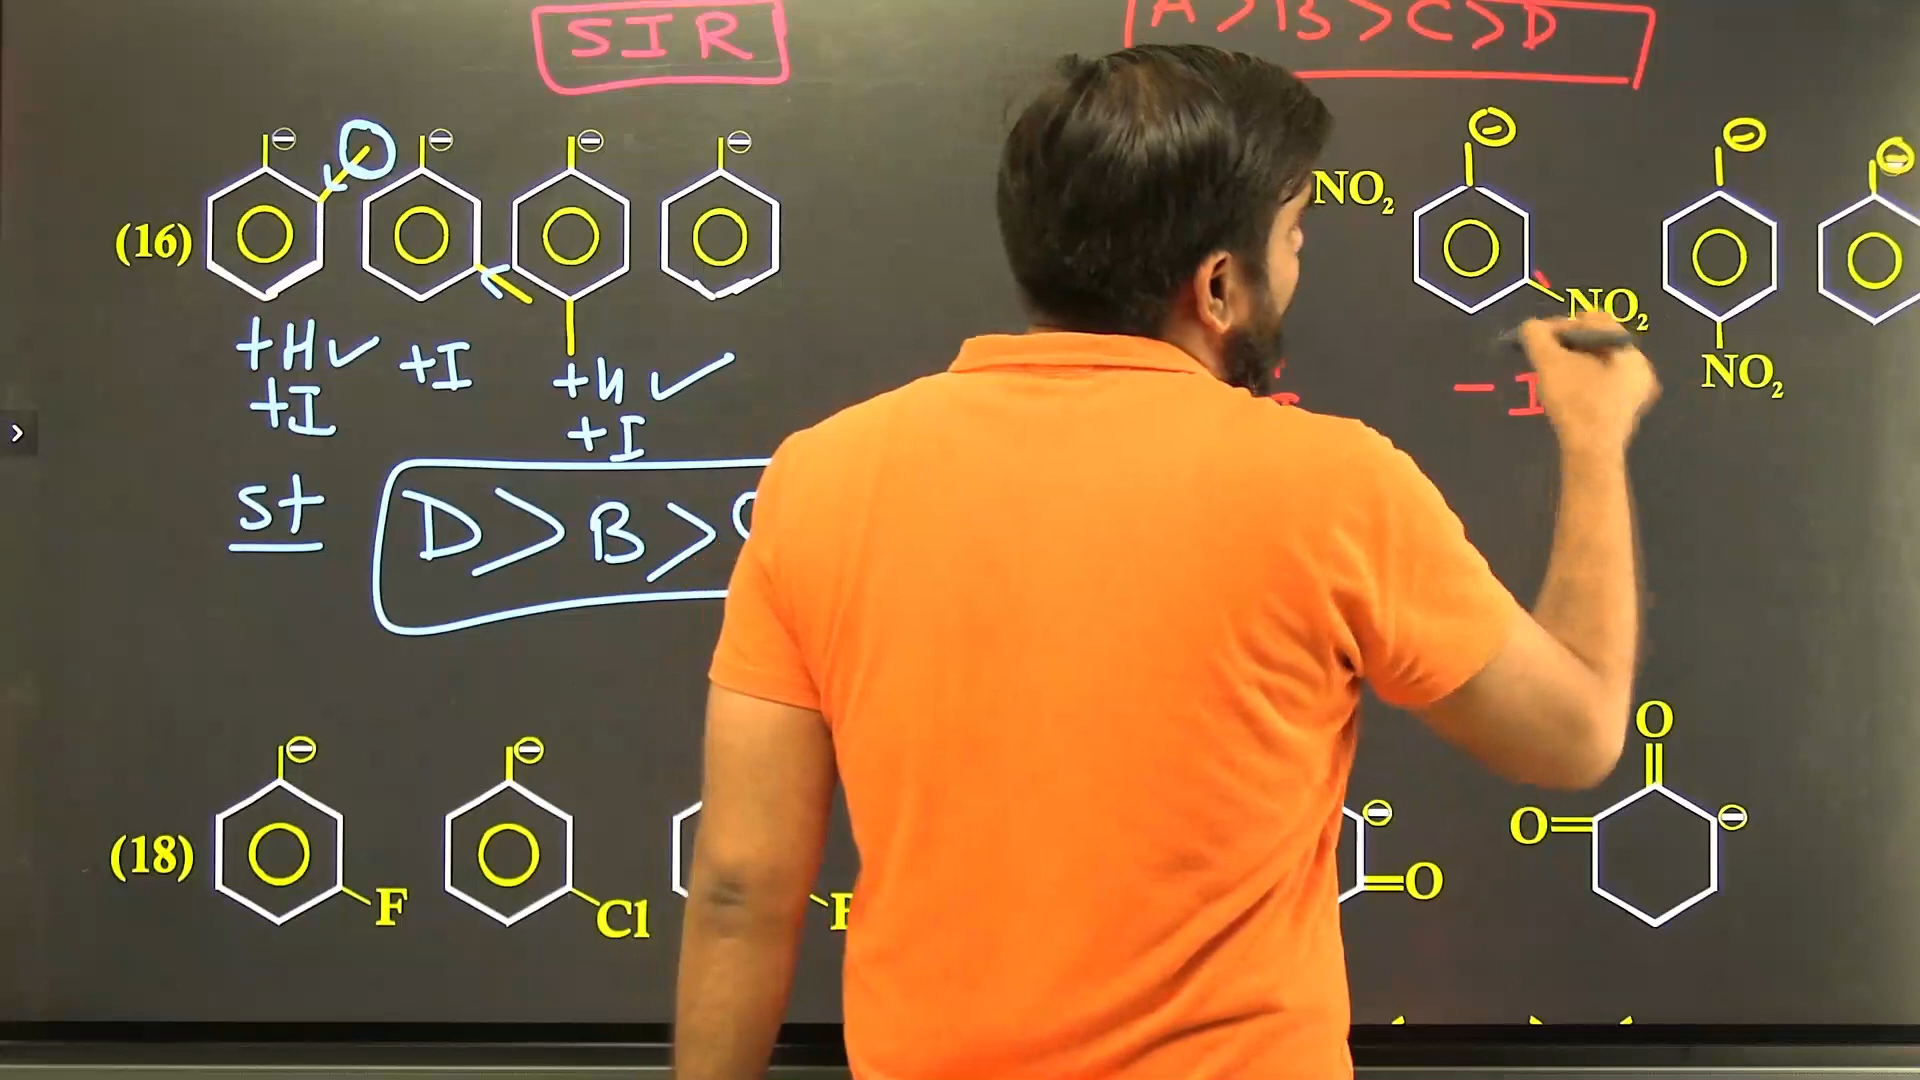 SIR
A>B>C>D
(16)
+H✓
+I
+I
+H✓
+I
st
D>B>
NO₂
NO₂
NO₂
-I
(18)
F
Cl
O
O
O